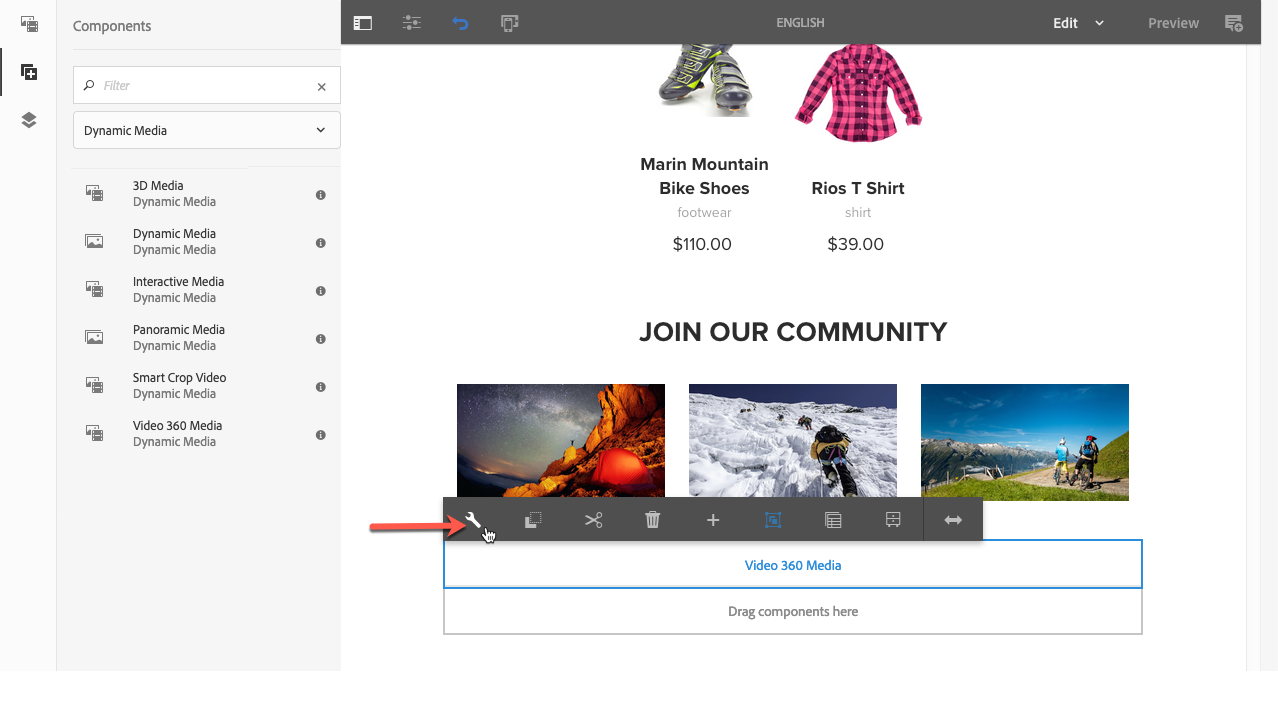 Components
Filter
Dynamic Media
3D Media
Dynamic Media
Dynamic Media
Dynamic Media
Interactive Media
Dynamic Media
Panoramic Media
Dynamic Media
Smart Crop Video
Dynamic Media
Video 360 Media
Dynamic Media
ENGLISH
Edit
Preview
Marin Mountain
Bike Shoes
footwear
$110.00
Rios T Shirt
shirt
$39.00
JOIN OUR COMMUNITY
Video 360 Media
Drag components here